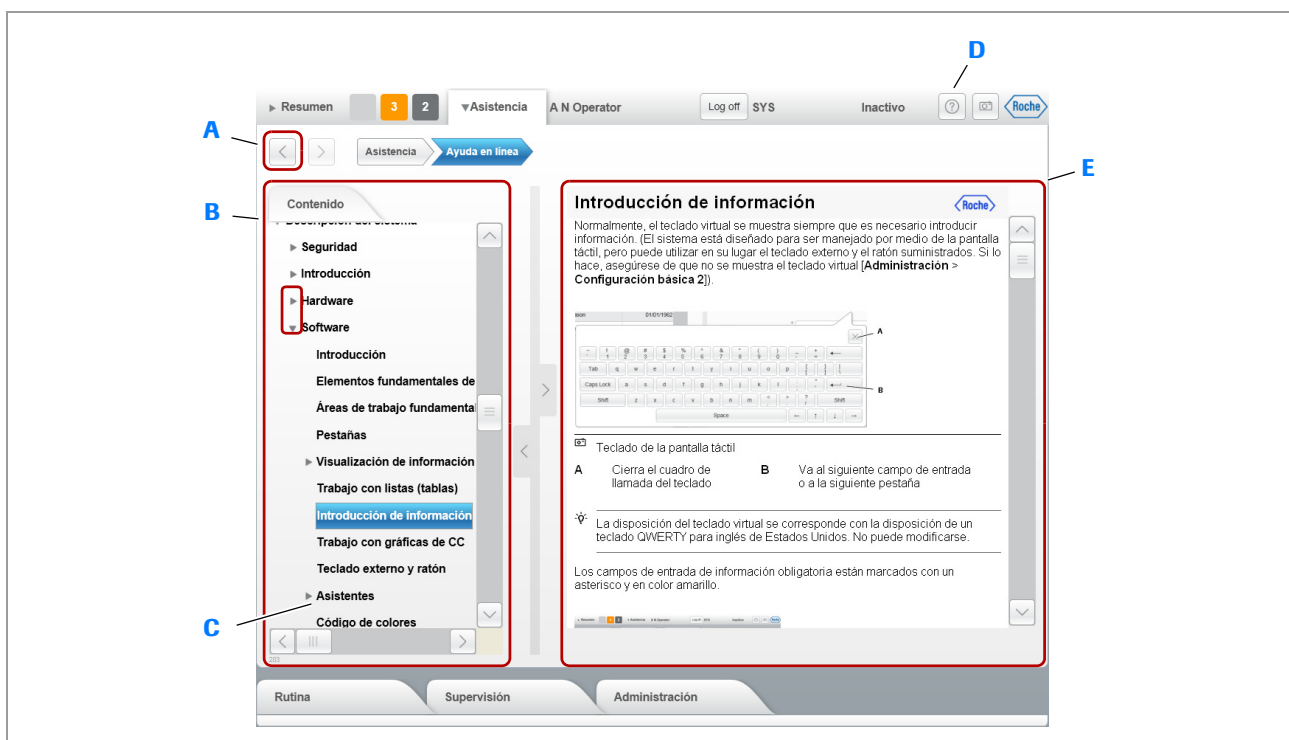 D
▶ Resumen 3 2 ▼Asistencia A N Operator Log off SYS Inactivo Roche
A
Asistencia Ayuda en línea
E
B
Contenido
Descripción del sistema
▶ Seguridad
▶ Introducción
▶ Hardware
▼ Software
Introducción
Elementos fundamentales de
Áreas de trabajo fundamenta
Pestañas
▶ Visualización de información
Trabajo con listas (tablas)
Introducción de información
Trabajo con gráficas de CC
Teclado externo y ratón
▶ Asistentes
C
Código de colores
203
Introducción de información
Roche
Normalmente, el teclado virtual se muestra siempre que es necesario introducir
información. (El sistema está diseñado para ser manejado por medio de la pantalla
táctil, pero puede utilizar en su lugar el teclado externo y el ratón suministrados. Si lo
hace, asegúrese de que no se muestra el teclado virtual [Administración >
Configuración básica 2]).
01/01/1962
A
Tab q w e r t y i u o p
Caps Lock a s d f g h j k l
B
Shift z x c v b n m Shift
Space
Teclado de la pantalla táctil
A Cierra el cuadro de B Va al siguiente campo de entrada
llamada del teclado o a la siguiente pestaña
La disposición del teclado virtual se corresponde con la disposición de un
teclado QWERTY para inglés de Estados Unidos. No puede modificarse.
Los campos de entrada de información obligatoria están marcados con un
asterisco y en color amarillo.
Rutina Supervisión Administración